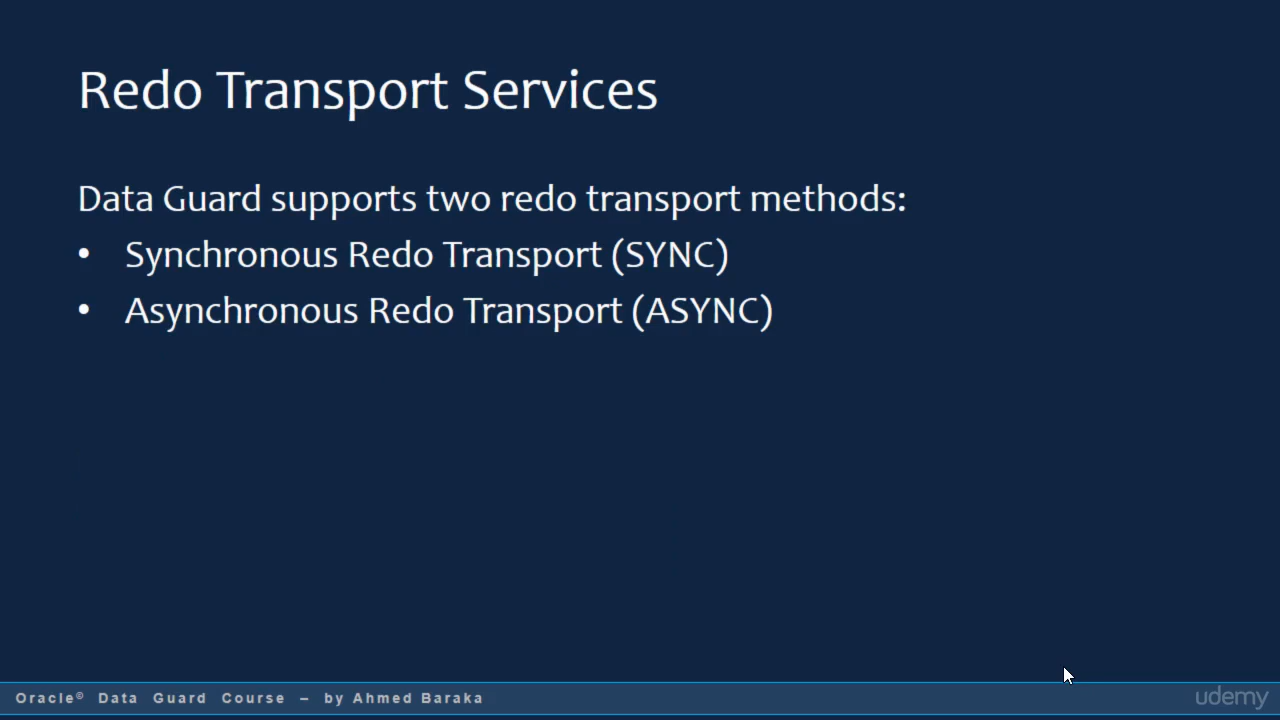 Redo Transport Services
Data Guard supports two redo transport methods:
• Synchronous Redo Transport (SYNC)
• Asynchronous Redo Transport (ASYNC)
Oracle© Data Guard Course – by Ahmed Baraka
udemy